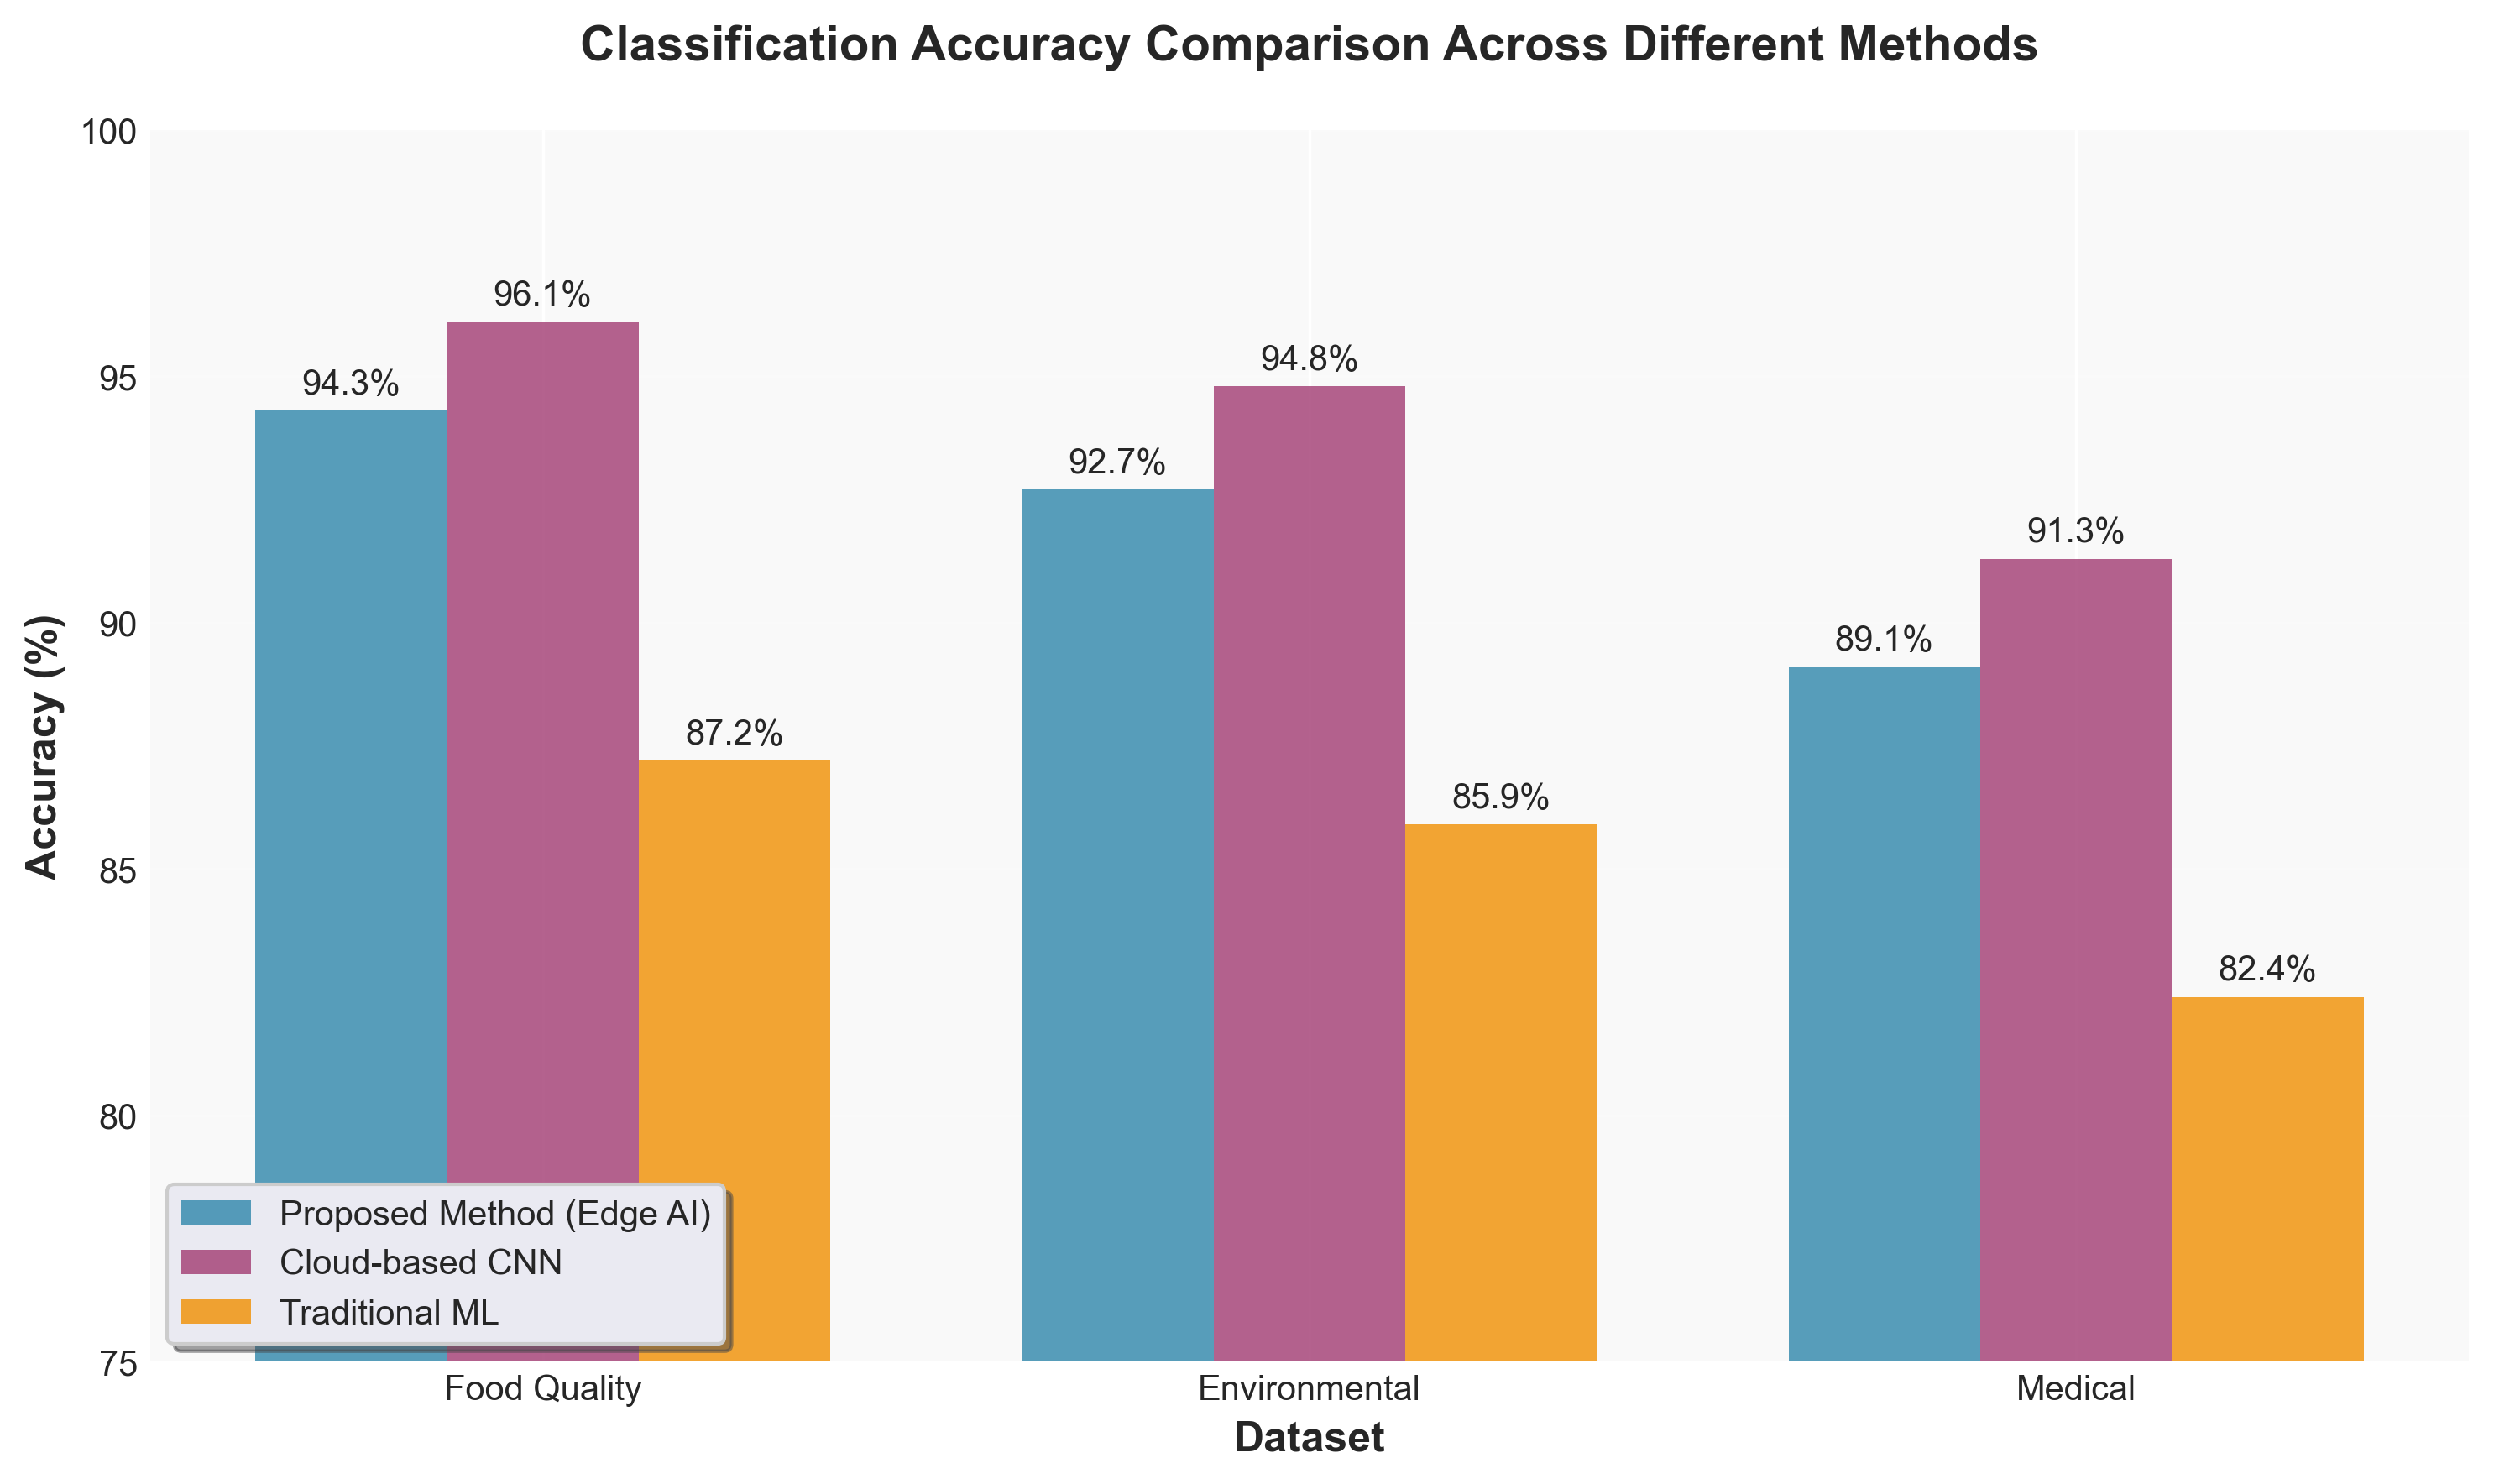 Classification Accuracy Comparison Across Different Methods
100
95
90
85
80
75
Accuracy (%)
94.3%
96.1%
87.2%
92.7%
94.8%
85.9%
89.1%
91.3%
82.4%
Proposed Method (Edge AI)
Cloud-based CNN
Traditional ML
Food Quality
Environmental
Medical
Dataset